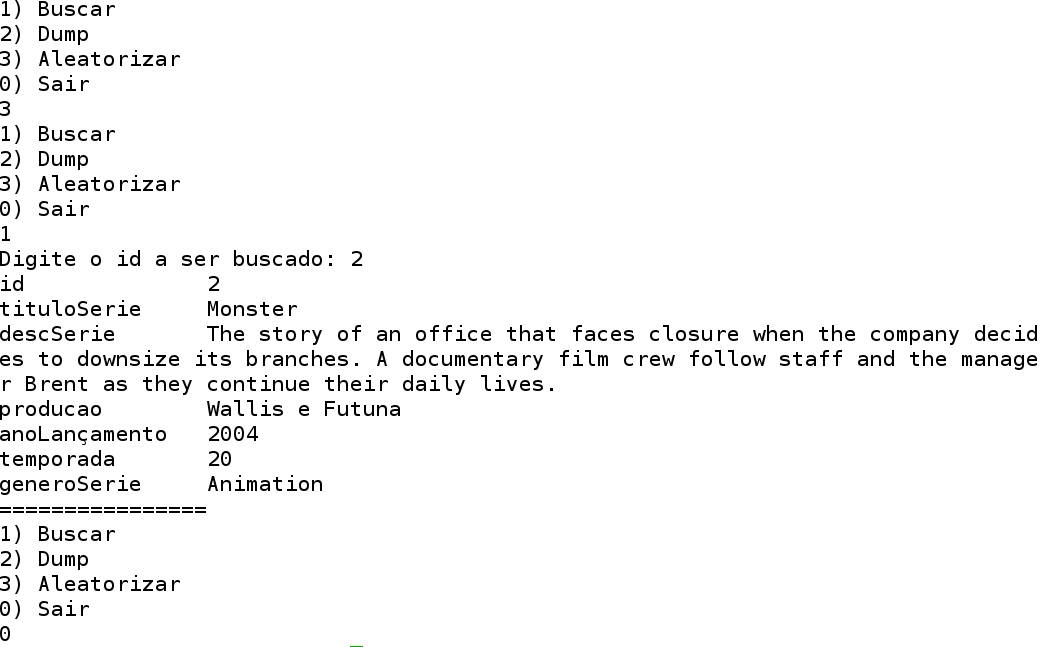 1) Buscar
2) Dump
3) Aleatorizar
0) Sair
3
1) Buscar
2) Dump
3) Aleatorizar
0) Sair
1
Digite o id a ser buscado: 2
id 2
tituloSerie Monster
descSerie The story of an office that faces closure when the company decid
es to downsize its branches. A documentary film crew follow staff and the manage
r Brent as they continue their daily lives.
producao Wallis e Futuna
anoLançamento 2004
temporada 20
generoSerie Animation
================
1) Buscar
2) Dump
3) Aleatorizar
0) Sair
0